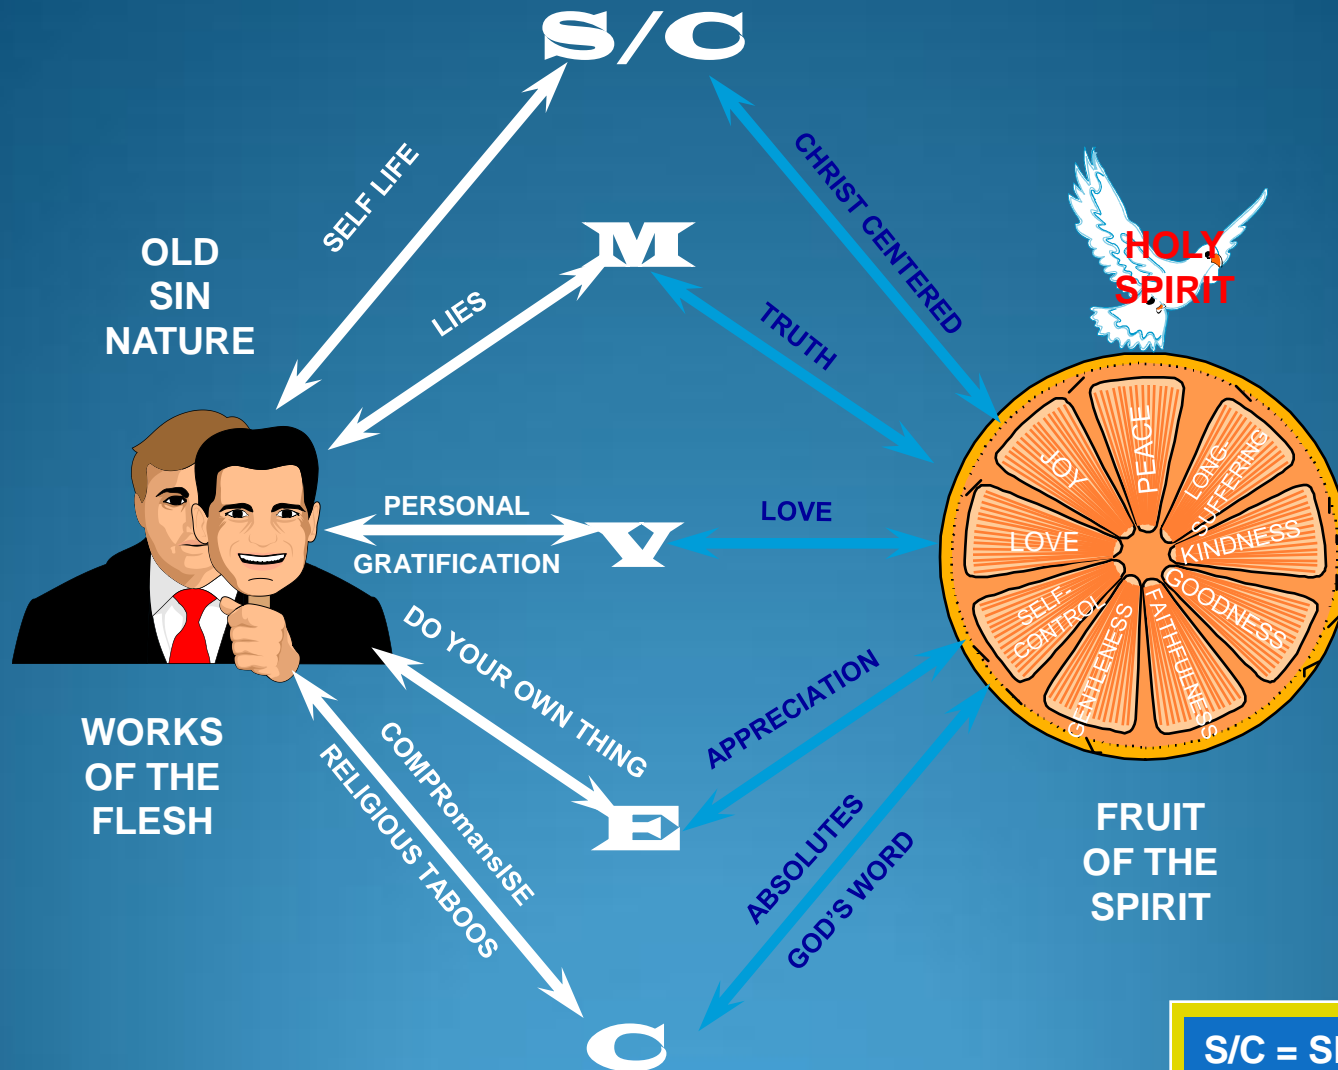 S/C
SELF LIFE
CHRIST CENTERED
M
LIES
TRUTH
OLD
SIN
NATURE
HOLY
SPIRIT
PERSONAL
GRATIFICATION
V
LOVE
PEACE
JOY
LONG-
SUFFERING
LOVE
KINDNESS
SELF-
CONTROL
GOODNESS
GENTLENESS
FAITHFULNESS
DO YOUR OWN THING
APPRECIATION
E
WORKS
OF THE
FLESH
COMPRomansISE
RELIGIOUS TABOOS
ABSOLUTES
GOD'S WORD
FRUIT
OF THE
SPIRIT
C
S/C =